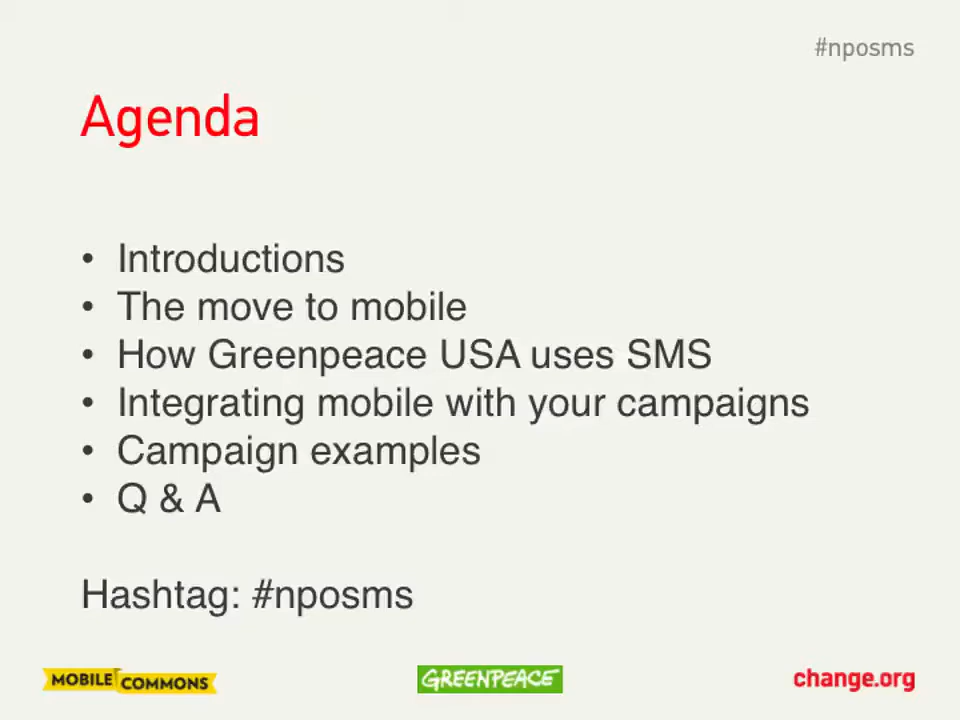 #nposms
Agenda
• Introductions
• The move to mobile
• How Greenpeace USA uses SMS
• Integrating mobile with your campaigns
• Campaign examples
• Q & A
Hashtag: #nposms
MOBILE COMMONS
GREENPEACE
change.org